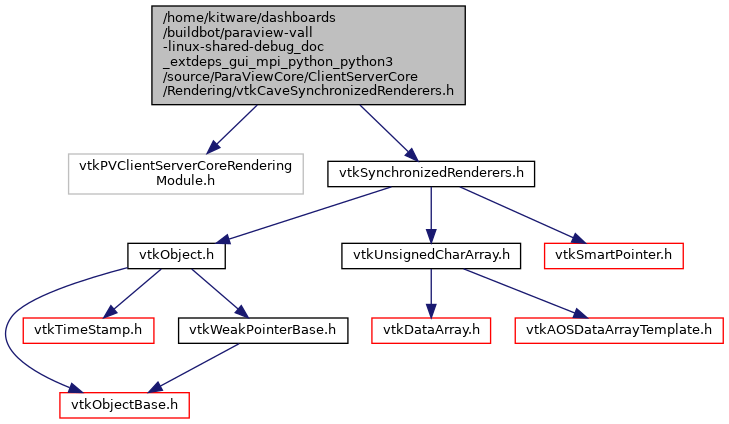 /home/kitware/dashboards
/buildbot/paraview-vall
-linux-shared-debug_doc
_extdeps_gui_mpi_python_python3
/source/ParaViewCore/ClientServerCore
/Rendering/vtkCaveSynchronizedRenderers.h
vtkPVClientServerCoreRendering
Module.h
vtkSynchronizedRenderers.h
vtkObject.h
vtkUnsignedCharArray.h
vtkSmartPointer.h
vtkTimeStamp.h
vtkWeakPointerBase.h
vtkDataArray.h
vtkAOSDataArrayTemplate.h
vtkObjectBase.h